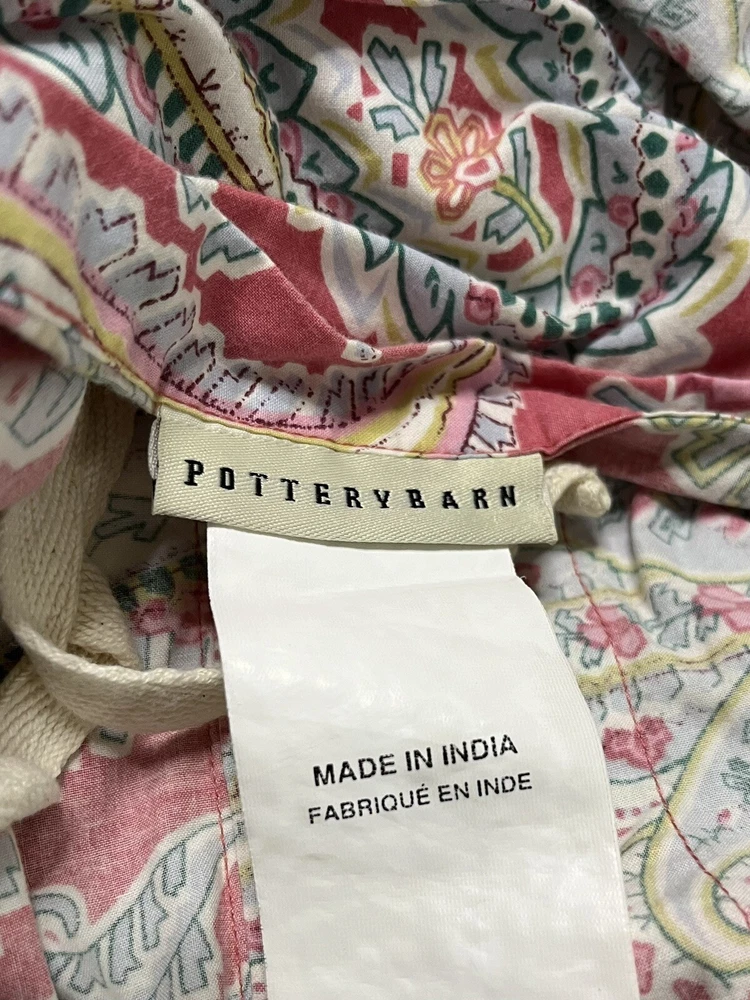 POTTERYBARN
MADE IN INDIA
FABRIQUÉ EN INDE